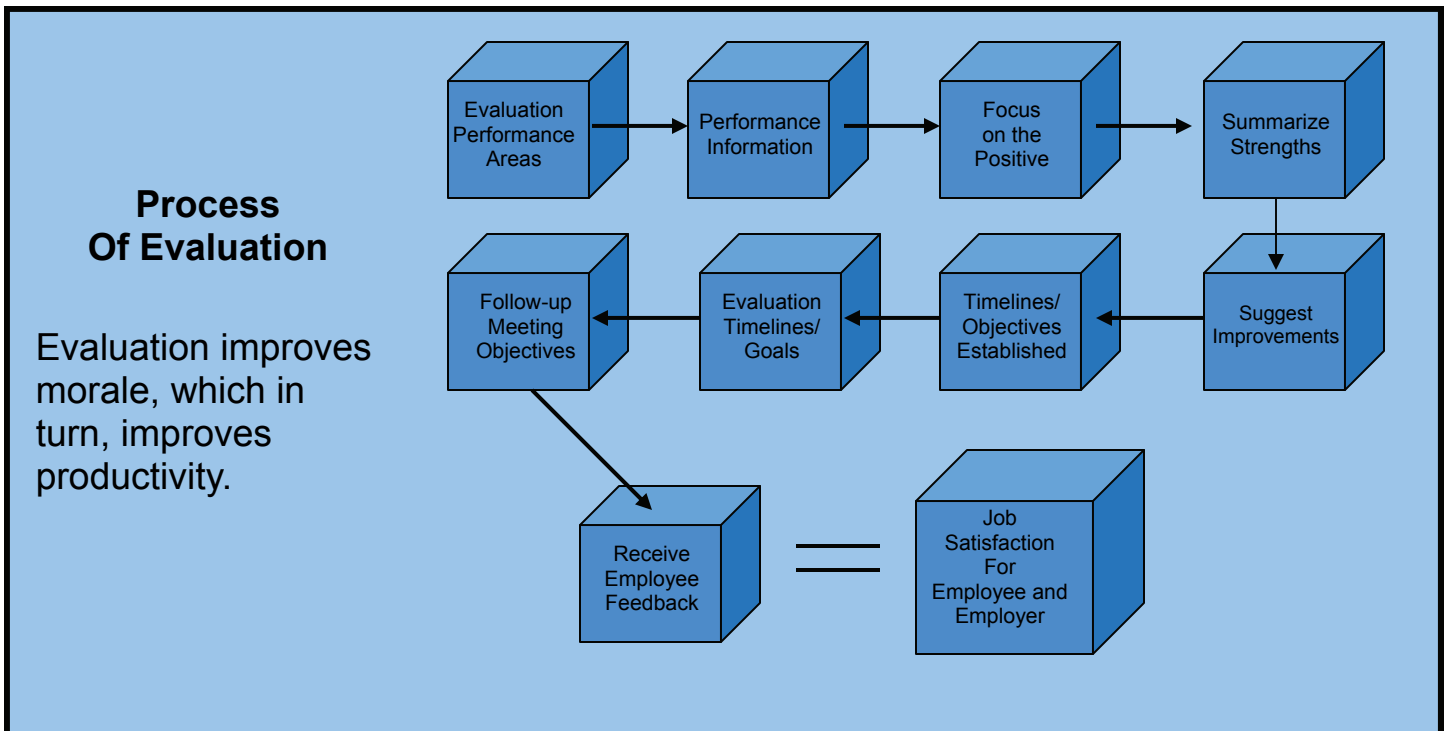 Process
Of Evaluation
Evaluation improves
morale, which in
turn, improves
productivity.
Evaluation
Performance
Areas
Performance
Information
Focus
on the
Positive
Summarize
Strengths
Suggest
Improvements
Timelines/
Objectives
Established
Evaluation
Timelines/
Goals
Follow-up
Meeting
Objectives
Receive
Employee
Feedback
Job
Satisfaction
For
Employee and
Employer